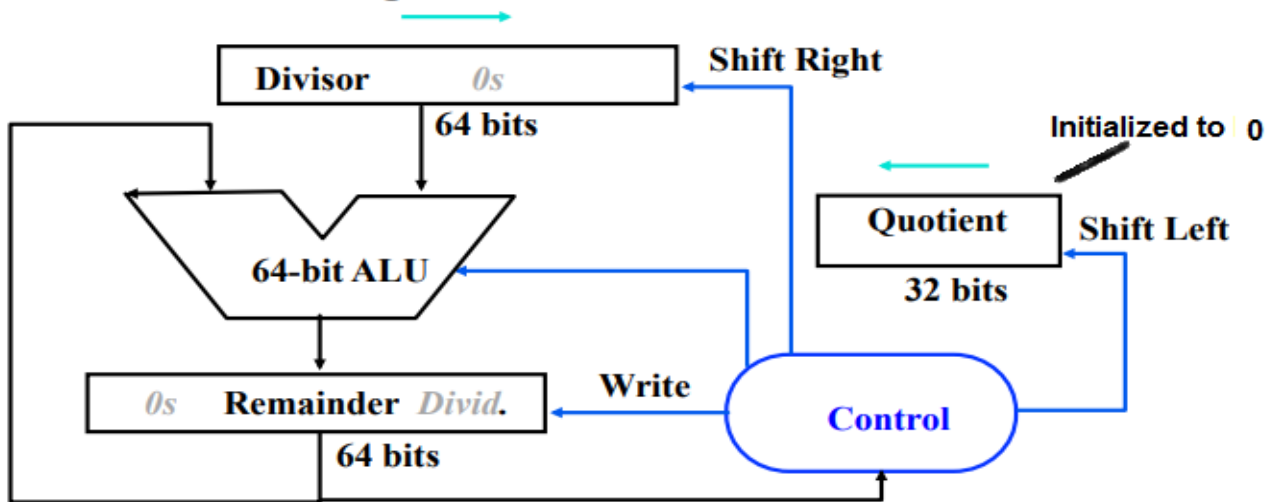 Divisor 0s
Shift Right
64 bits
Initialized to 0
Quotient
Shift Left
64-bit ALU
32 bits
0s Remainder Divid.
Write
Control
64 bits